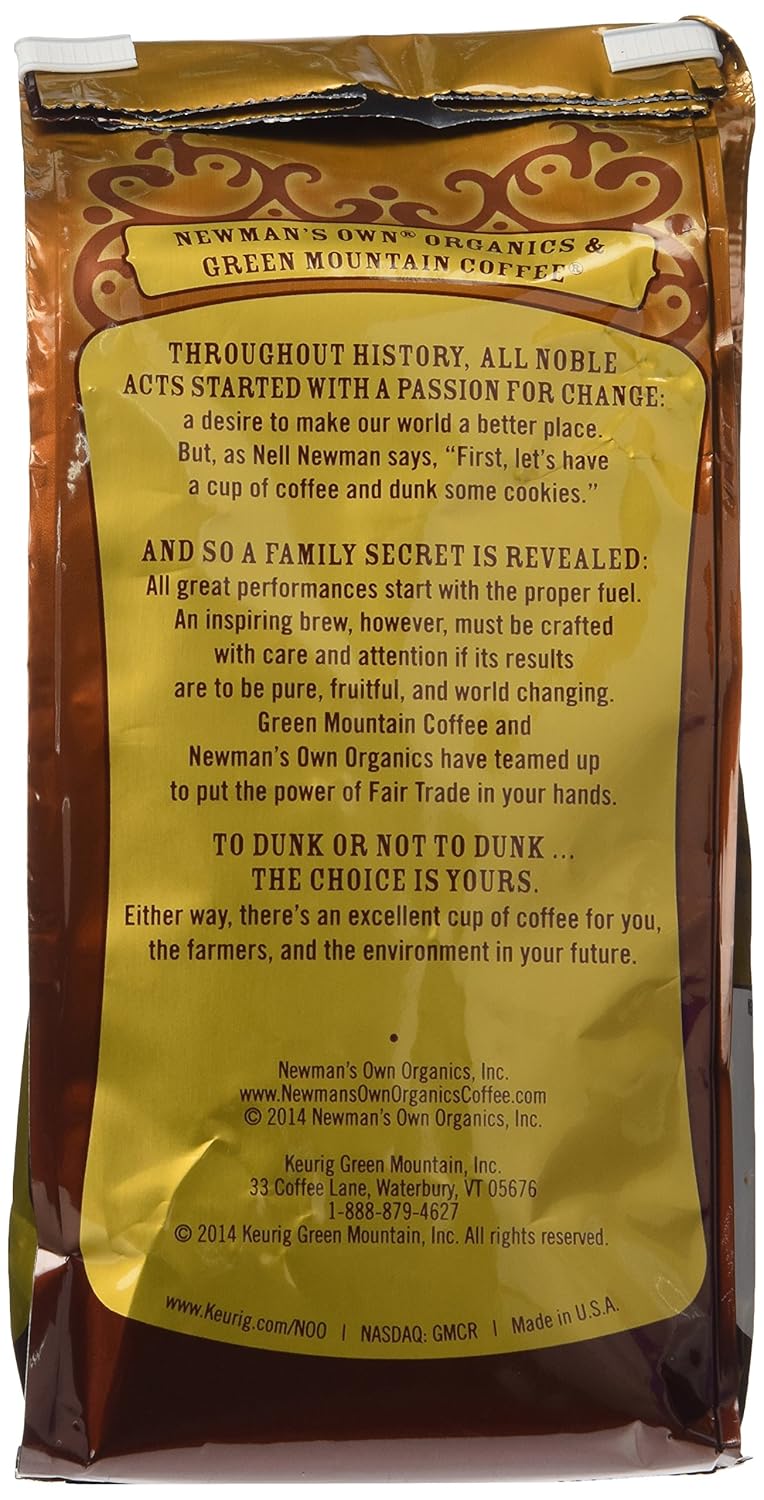 NEWMAN'S OWN® ORGANICS &
GREEN MOUNTAIN COFFEE®
THROUGHOUT HISTORY, ALL NOBLE
ACTS STARTED WITH A PASSION FOR CHANGE:
a desire to make our world a better place.
But, as Nell Newman says, “First, let's have
a cup of coffee and dunk some cookies.”
AND SO A FAMILY SECRET IS REVEALED:
All great performances start with the proper fuel.
An inspiring brew, however, must be crafted
with care and attention if its results
are to be pure, fruitful, and world changing.
Green Mountain Coffee and
Newman's Own Organics have teamed up
to put the power of Fair Trade in your hands.
TO DUNK OR NOT TO DUNK ...
THE CHOICE IS YOURS.
Either way, there's an excellent cup of coffee for you,
the farmers, and the environment in your future.
•
Newman's Own Organics, Inc.
www.NewmansOwnOrganicsCoffee.com
© 2014 Newman's Own Organics, Inc.
Keurig Green Mountain, Inc.
33 Coffee Lane, Waterbury, VT 05676
1-888-879-4627
© 2014 Keurig Green Mountain, Inc. All rights reserved.
www.Keurig.com/NOO | NASDAQ: GMCR | Made in U.S.A.